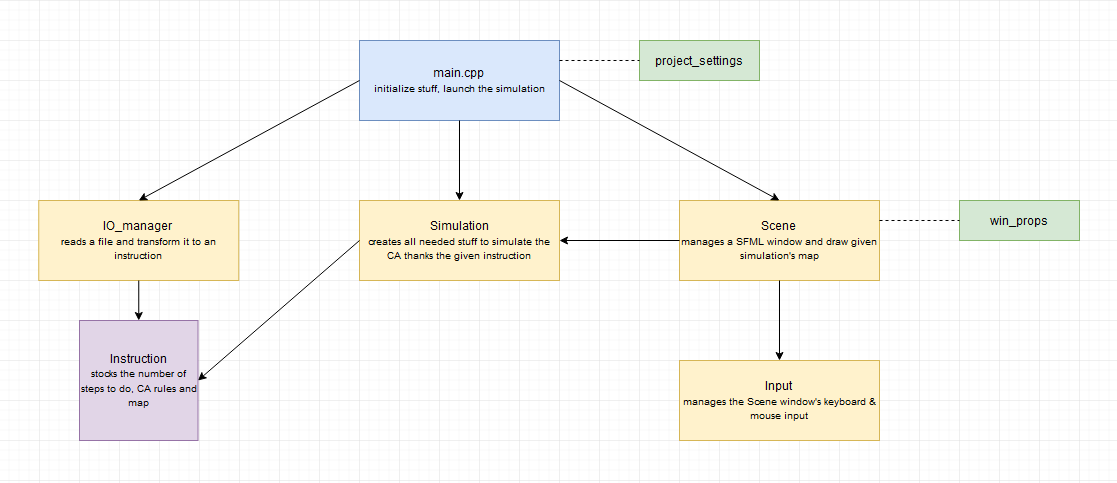 main.cpp
initialize stuff, launch the simulation
project_settings
IO_manager
reads a file and transform it to an
instruction
Simulation
creates all needed stuff to simulate the
CA thanks the given instruction
Scene
manages a SFML window and draw given
simulation's map
win_props
Instruction
stocks the number of
steps to do, CA rules and
map
Input
manages the Scene window's keyboard &
mouse input